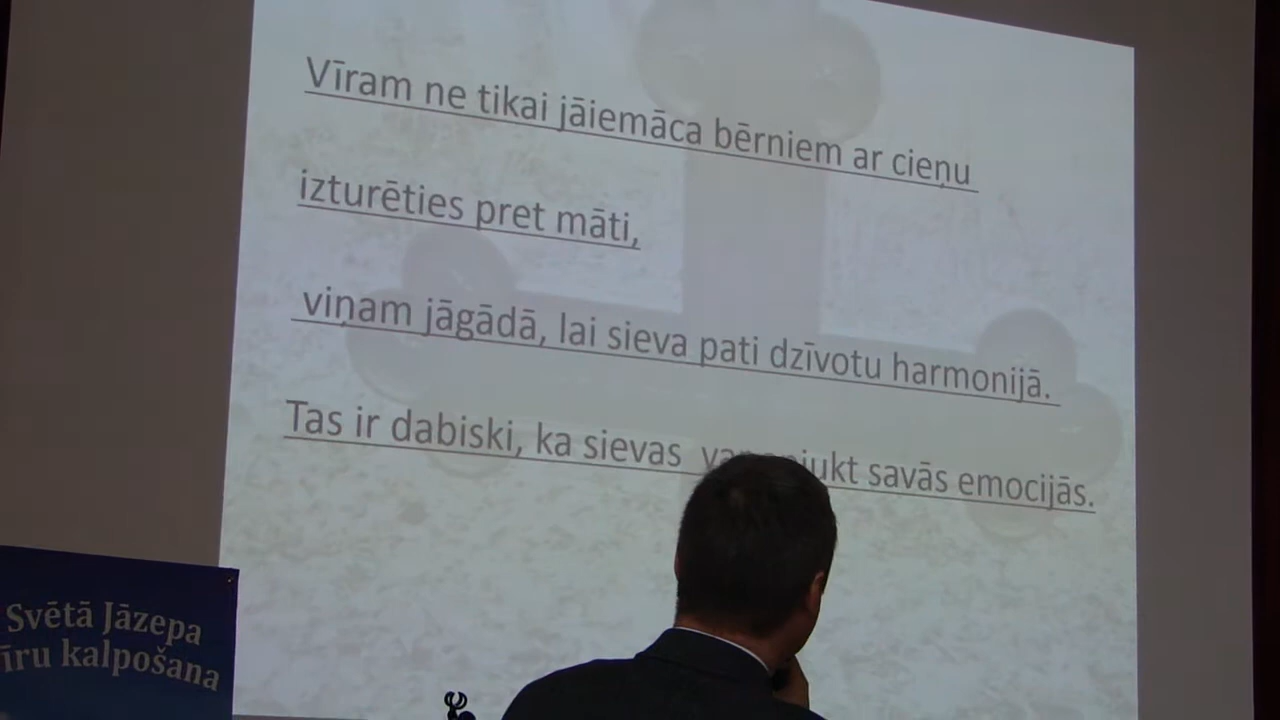 Vīram ne tikai jāiemāca bērniem ar cieņu
izturēties pret māti,
viņam jāgādā, lai sieva pati dzīvotu harmonijā.
Tas ir dabiski, ka sievas savās emocijās.
Svētā Jāzepa
kalpošana